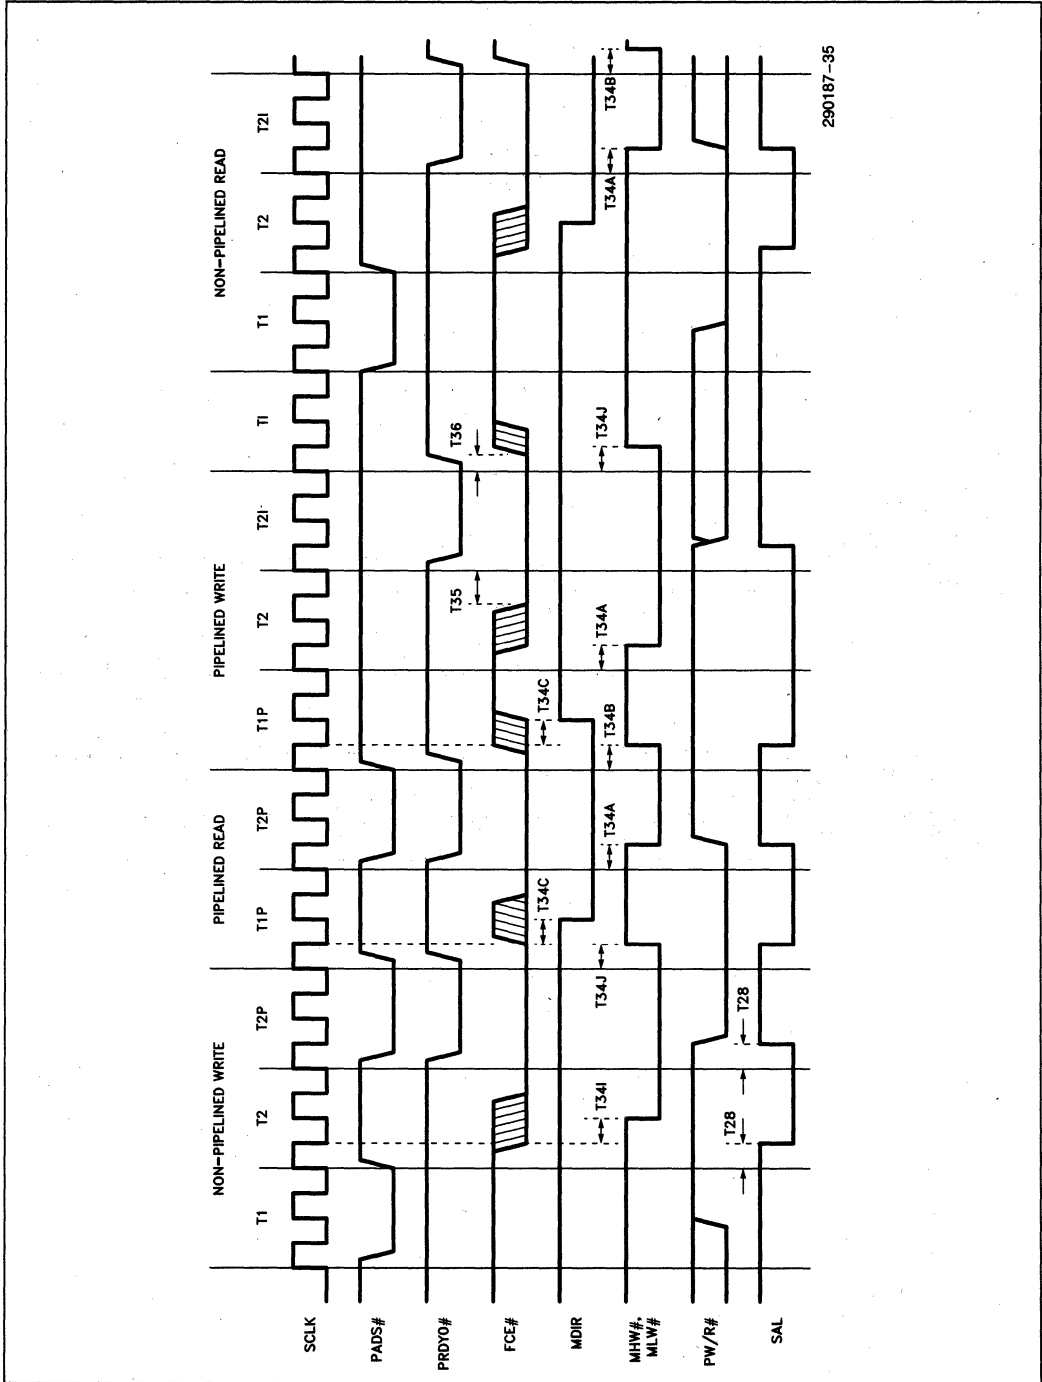 NON-PIPELINED WRITE
PIPELINED READ
PIPELINED WRITE
NON-PIPELINED READ
T1
T2
T2P
T1P
T2P
T1P
T2
T2I
TI
T1
T2
T2I
SCLK
PADS#
PRDYO#
T35
T36
FCE#
T34C
T34C
MDIR
T34I
T34J
T34A
T34B
T34A
T34J
T34A
T34B
MHW#,
MLW#
PW/R#
T28
T28
SAL
290187-35